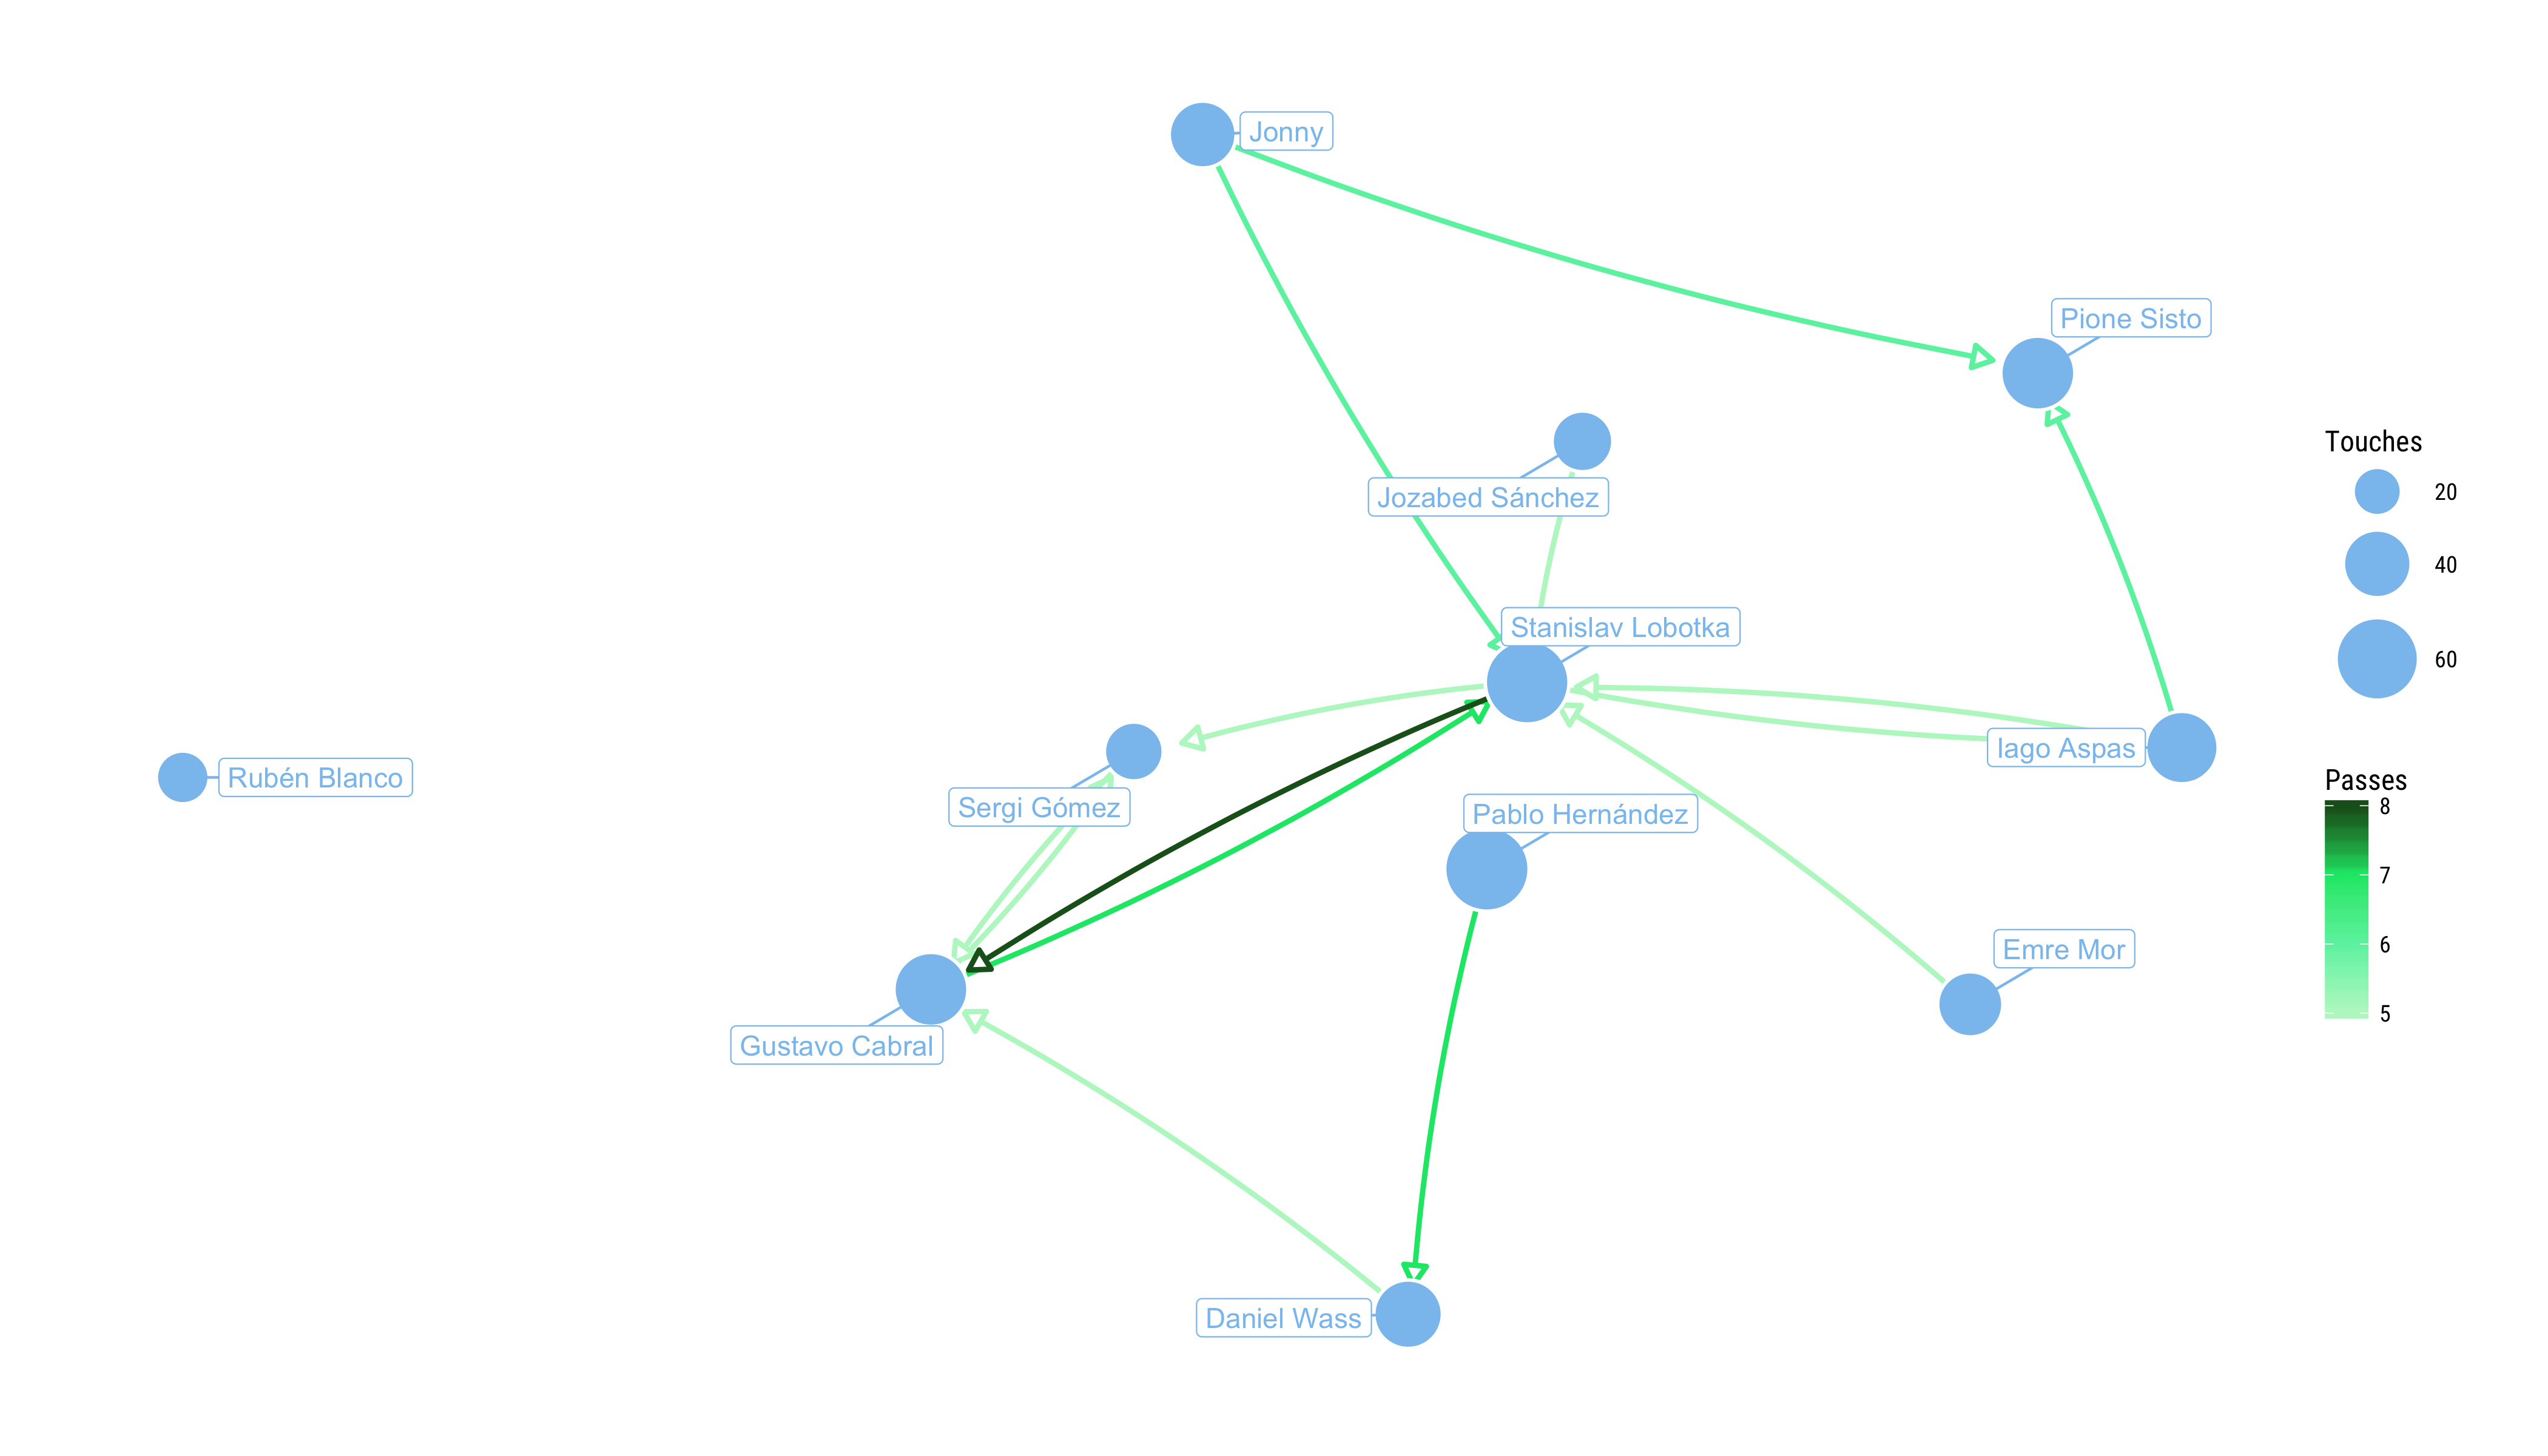 Jonny
Pione Sisto
Jozabed Sánchez
Stanislav Lobotka
Iago Aspas
Rubén Blanco
Sergi Gómez
Pablo Hernández
Emre Mor
Gustavo Cabral
Daniel Wass
Touches
20
40
60
Passes
8
7
6
5